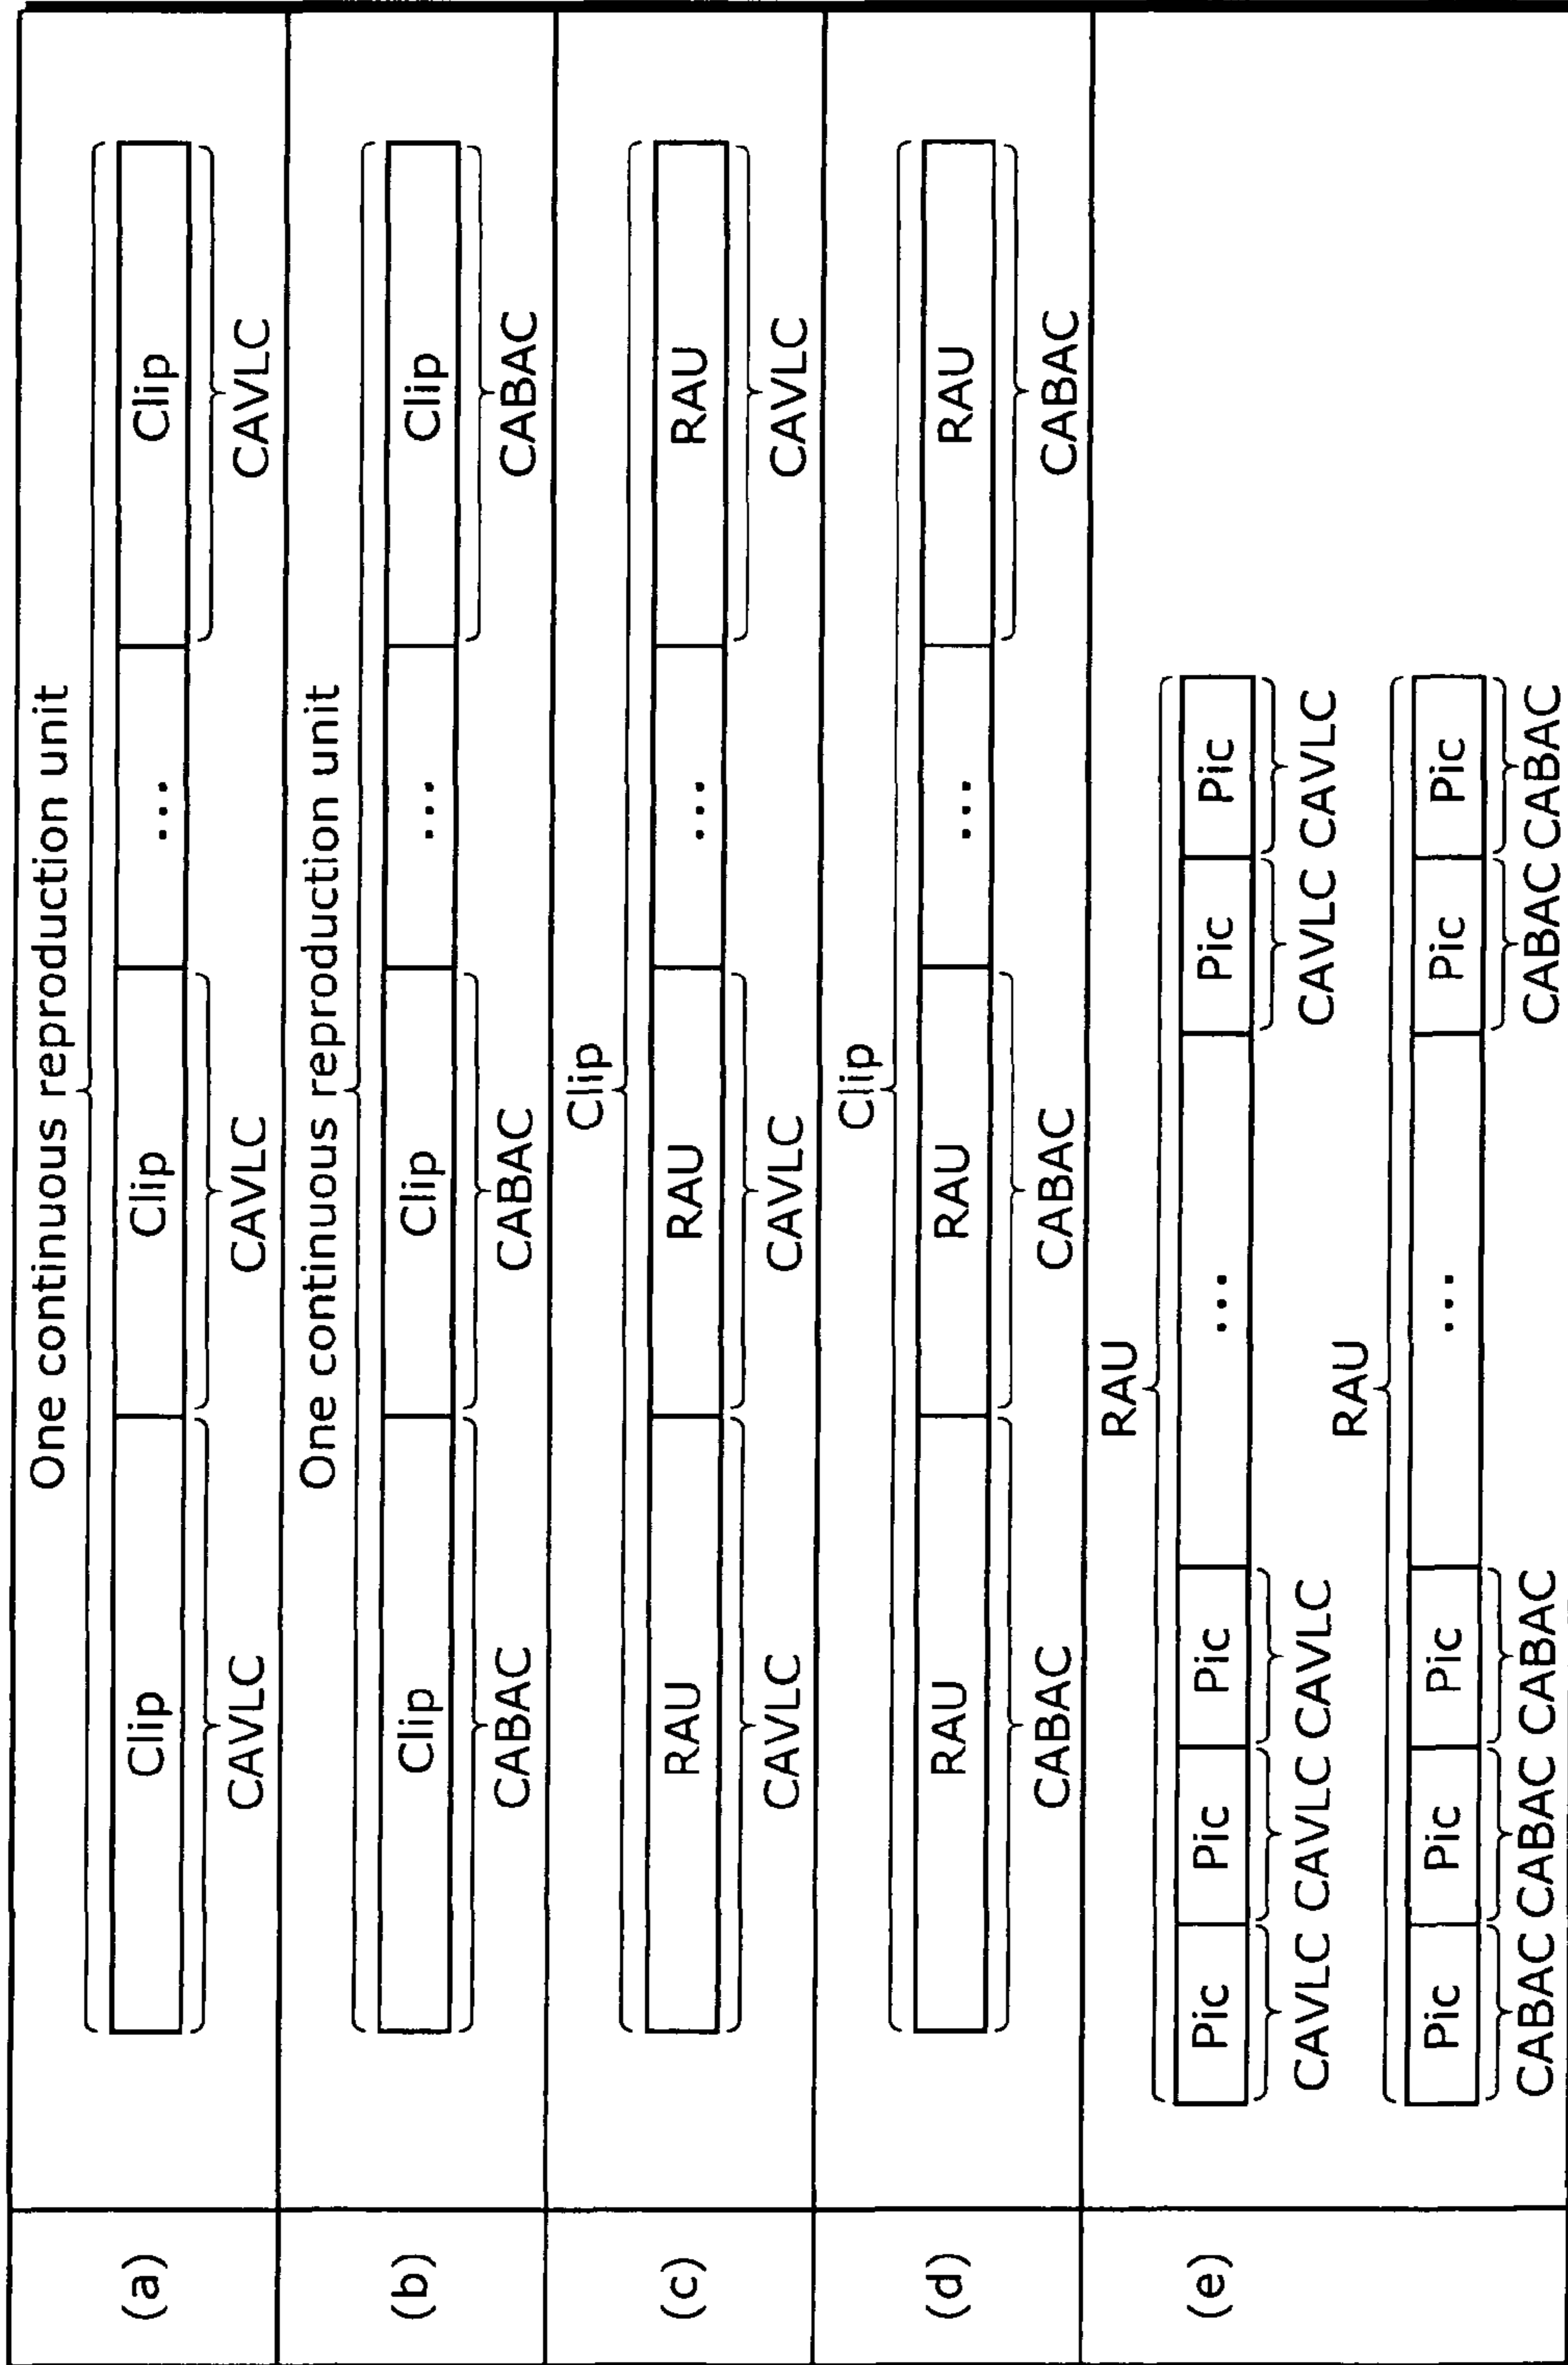 (a)
One continuous reproduction unit
Clip Clip ... Clip
CAVLC CAVLC CAVLC
(b)
One continuous reproduction unit
Clip Clip ... Clip
CABAC CABAC CABAC
(c)
Clip
RAU RAU ... RAU
CAVLC CAVLC CAVLC
(d)
Clip
RAU RAU ... RAU
CABAC CABAC CABAC
(e)
RAU
Pic Pic Pic ... Pic Pic
CAVLC CAVLC CAVLC CAVLC CAVLC
RAU
Pic Pic Pic ... Pic Pic
CABAC CABAC CABAC CABAC CABAC